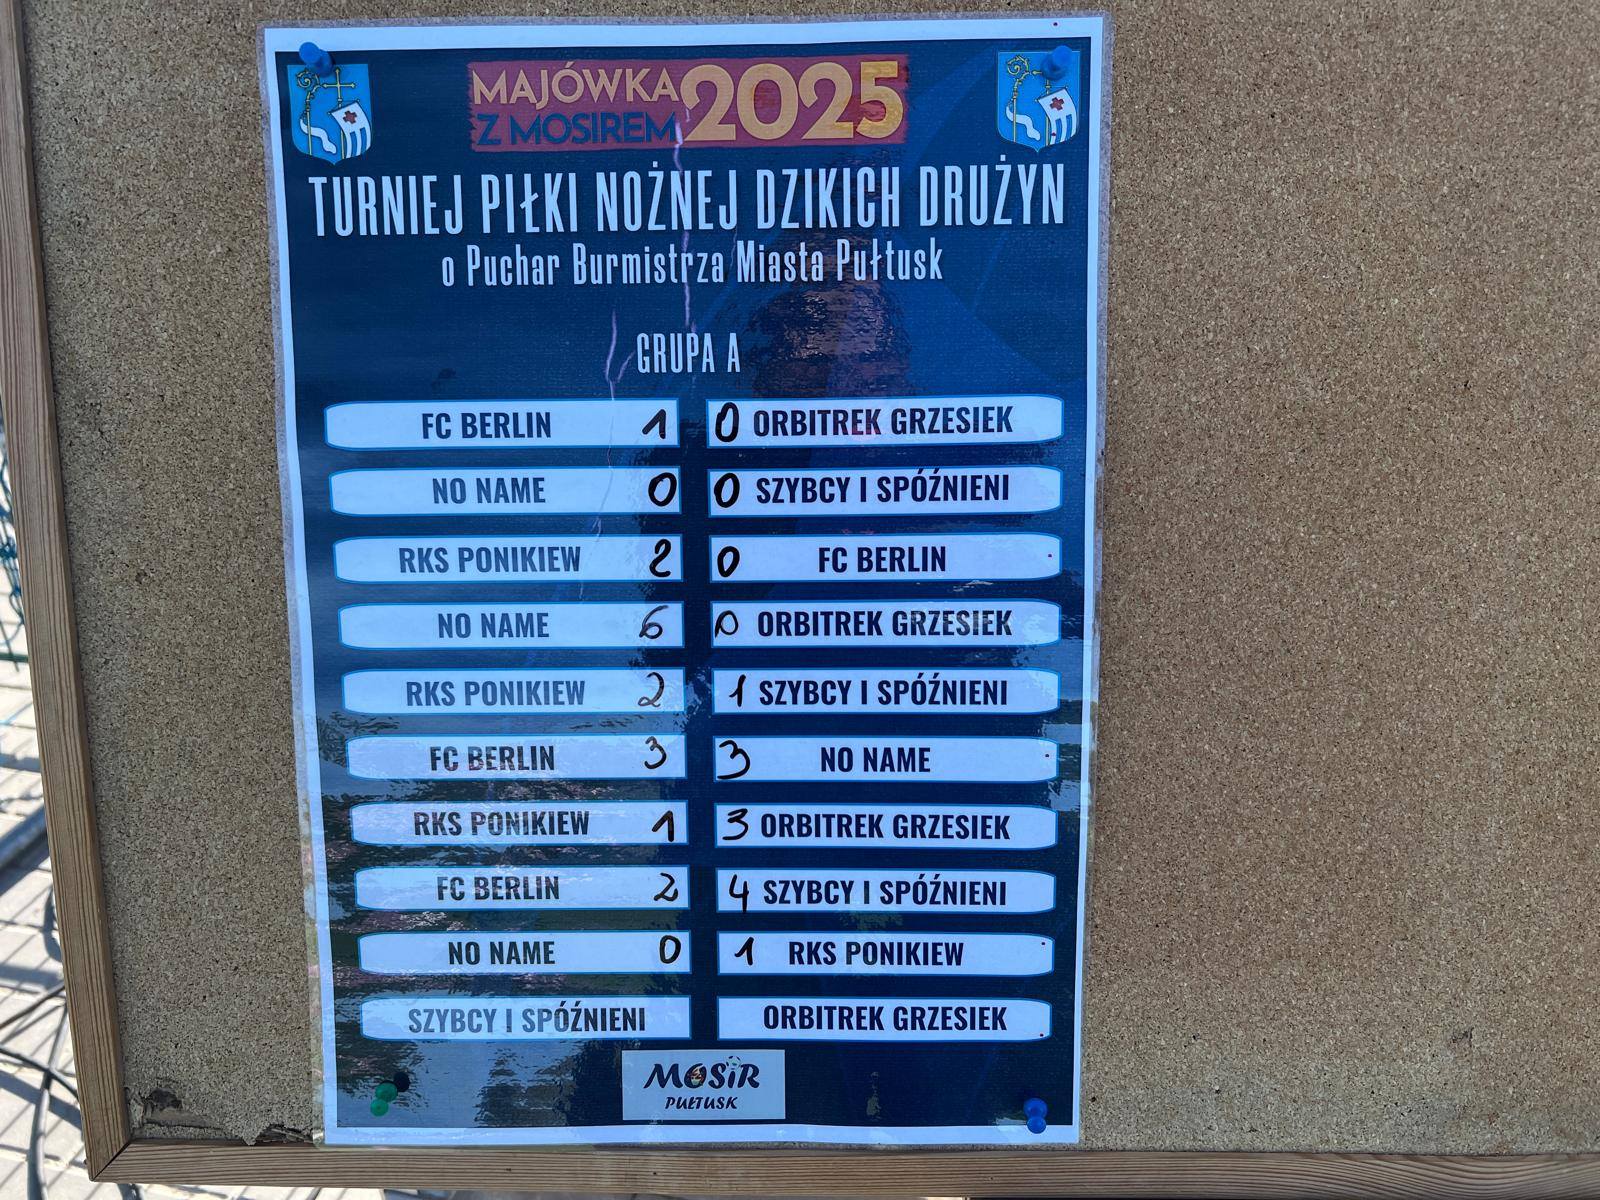 MAJÓWKA
Z MOSIREM 2025
TURNIEJ PIŁKI NOŻNEJ DZIKICH DRUŻYN
o Puchar Burmistrza Miasta Pułtusk
GRUPA A
FC BERLIN 1 0 ORBITREK GRZESIEK
NO NAME 0 0 SZYBCY I SPÓŹNIENI
RKS PONIKIEW 2 0 FC BERLIN
NO NAME 6 0 ORBITREK GRZESIEK
RKS PONIKIEW 2 1 SZYBCY I SPÓŹNIENI
FC BERLIN 3 3 NO NAME
RKS PONIKIEW 1 3 ORBITREK GRZESIEK
FC BERLIN 2 4 SZYBCY I SPÓŹNIENI
NO NAME 0 1 RKS PONIKIEW
SZYBCY I SPÓŹNIENI ORBITREK GRZESIEK
MOSiR
PUŁTUSK